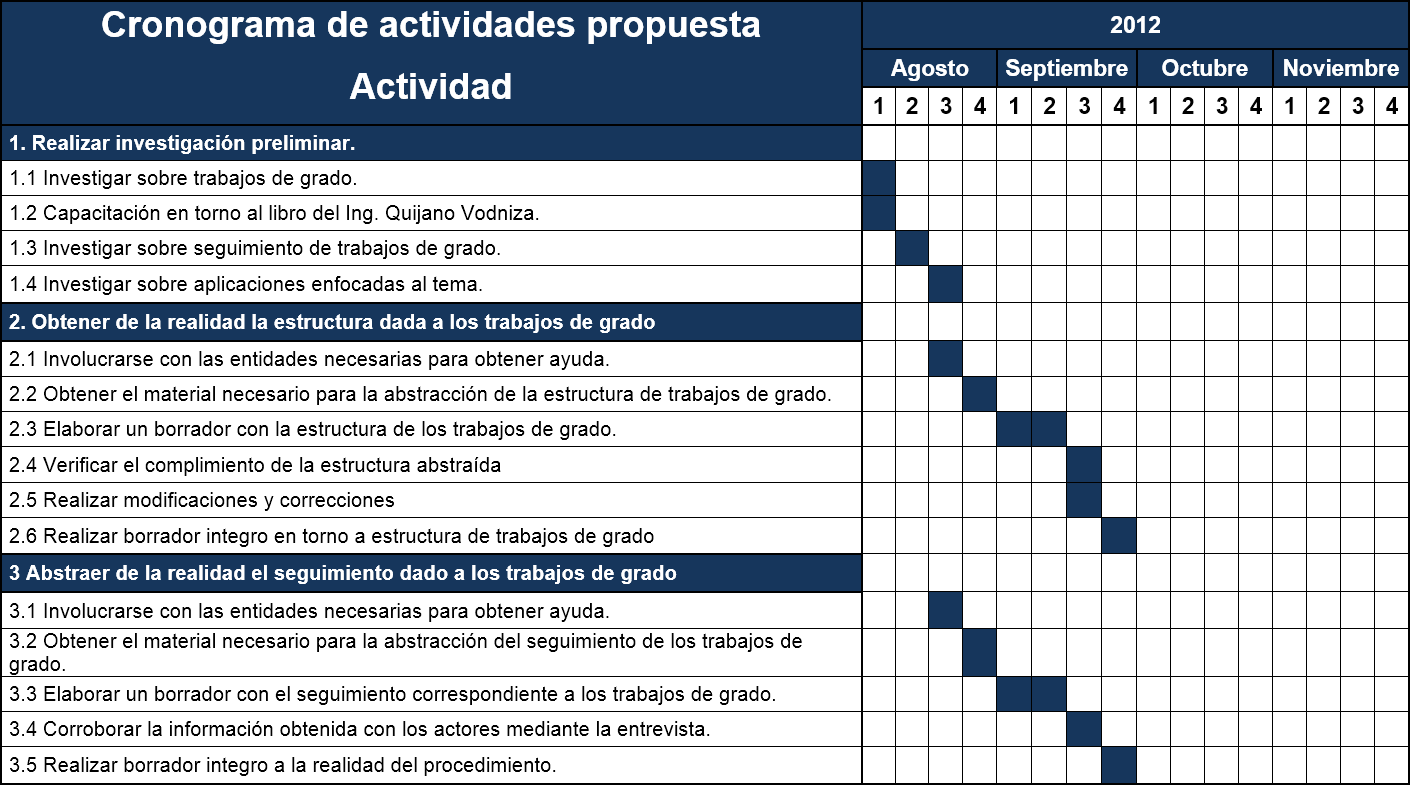 Cronograma de actividades propuesta
Actividad
2012
Agosto Septiembre Octubre Noviembre
1 2 3 4 1 2 3 4 1 2 3 4 1 2 3 4
1. Realizar investigación preliminar.
1.1 Investigar sobre trabajos de grado.
1.2 Capacitación en torno al libro del Ing. Quijano Vodniza.
1.3 Investigar sobre seguimiento de trabajos de grado.
1.4 Investigar sobre aplicaciones enfocadas al tema.
2. Obtener de la realidad la estructura dada a los trabajos de grado
2.1 Involucrarse con las entidades necesarias para obtener ayuda.
2.2 Obtener el material necesario para la abstracción de la estructura de trabajos de grado.
2.3 Elaborar un borrador con la estructura de los trabajos de grado.
2.4 Verificar el complimiento de la estructura abstraída
2.5 Realizar modificaciones y correcciones
2.6 Realizar borrador integro en torno a estructura de trabajos de grado
3 Abstraer de la realidad el seguimiento dado a los trabajos de grado
3.1 Involucrarse con las entidades necesarias para obtener ayuda.
3.2 Obtener el material necesario para la abstracción del seguimiento de los trabajos de
grado.
3.3 Elaborar un borrador con el seguimiento correspondiente a los trabajos de grado.
3.4 Corroborar la información obtenida con los actores mediante la entrevista.
3.5 Realizar borrador integro a la realidad del procedimiento.